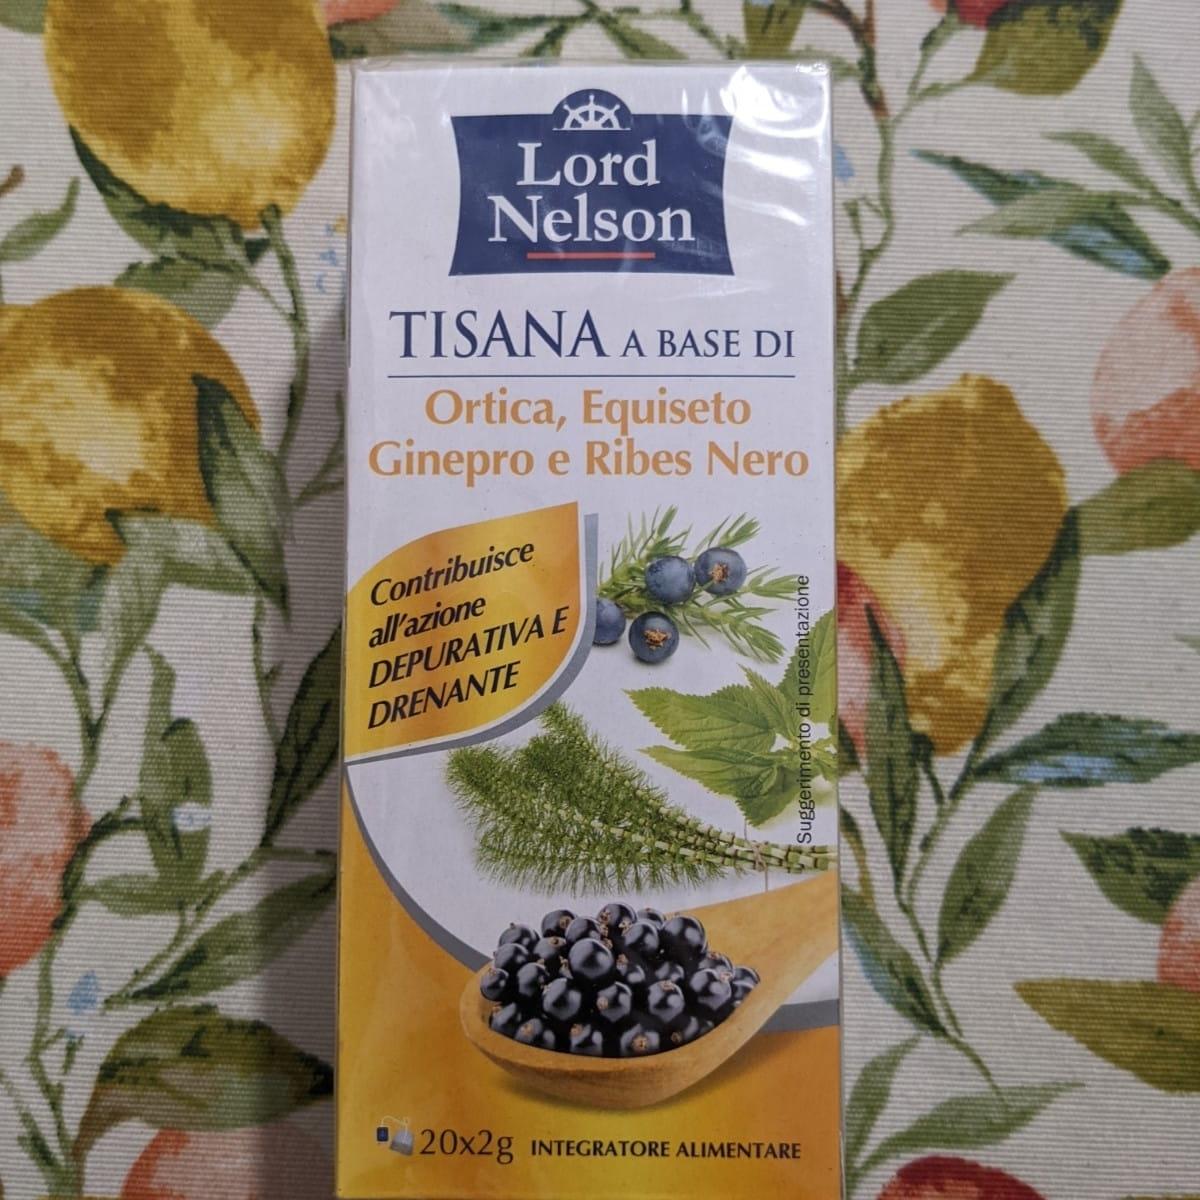 Lord
Nelson
TISANA A BASE DI
Ortica, Equiseto
Ginepro e Ribes Nero
Contribuisce
all'azione
DEPURATIVA E
DRENANTE
Suggerimento di presentazione
20x2g INTEGRATORE ALIMENTARE